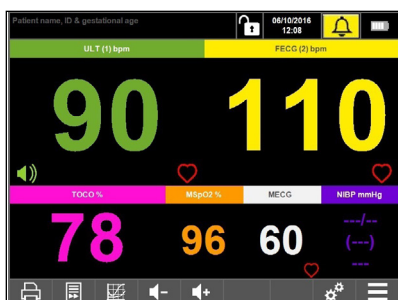 Patient name, ID & gestational age
06/10/2016
12:08
ULT (1) bpm
FECG (2) bpm
90
110
TOCO %
MSpO2 %
MECG
NIBP mmHg
78
96
60
---/--
(---)
---